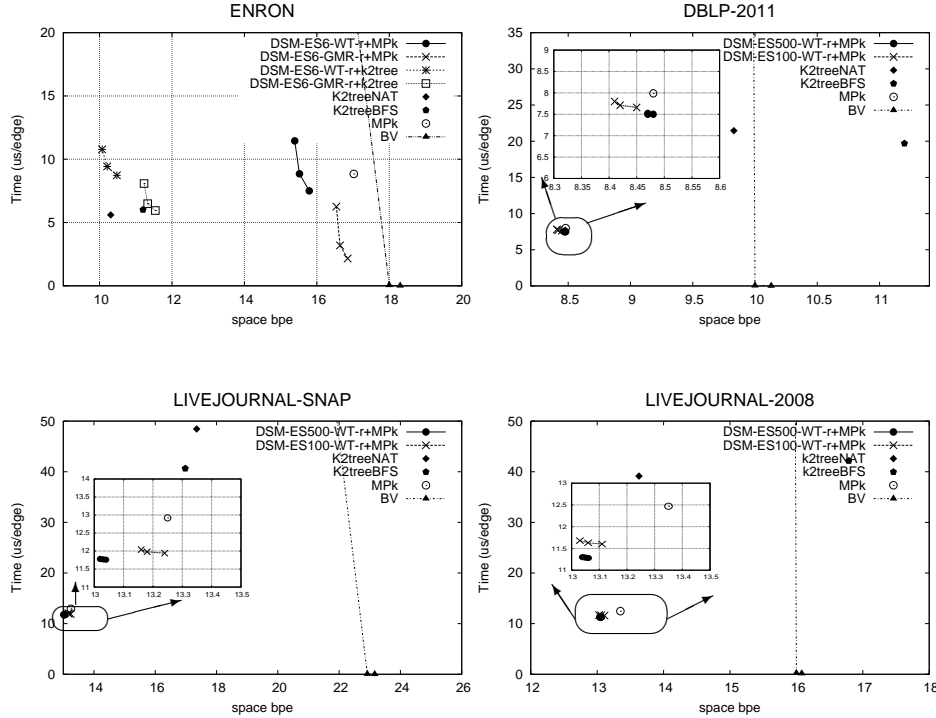 ENRON
DSM-ES6-WT-r+MPk
DSM-ES6-GMR-r+MPk
DSM-ES6-WT-r+k2tree
DSM-ES6-GMR-r+k2tree
K2treeNAT
K2treeBFS
MPk
BV
Time (us/edge)
20
15
10
5
0
10 12 14 16 18 20
space bpe
DBLP-2011
DSM-ES500-WT-r+MPk
DSM-ES100-WT-r+MPk
K2treeNAT
K2treeBFS
MPk
BV
Time (us/edge)
35
30
25
20
15
10
5
0
9
8.5
8
7.5
7
6.5
6
8.3 8.4 8.5 8.6
8.5 9 9.5 10 10.5 11
space bpe
LIVEJOURNAL-SNAP
DSM-ES500-WT-r+MPk
DSM-ES100-WT-r+MPk
K2treeNAT
K2treeBFS
MPk
BV
Time (us/edge)
50
40
30
20
10
0
14
13.5
13
12.5
12
11.5
11
13 13.1 13.2 13.3 13.4 13.5
14 16 18 20 22 24 26
space bpe
LIVEJOURNAL-2008
DSM-ES500-WT-r+MPk
DSM-ES100-WT-r+MPk
k2treeNAT
k2treeBFS
MPk
BV
Time (us/edge)
50
40
30
20
10
0
13
12.5
12
11.5
11
13 13.1 13.2 13.3 13.4 13.5
12 13 14 15 16 17 18
space bpe